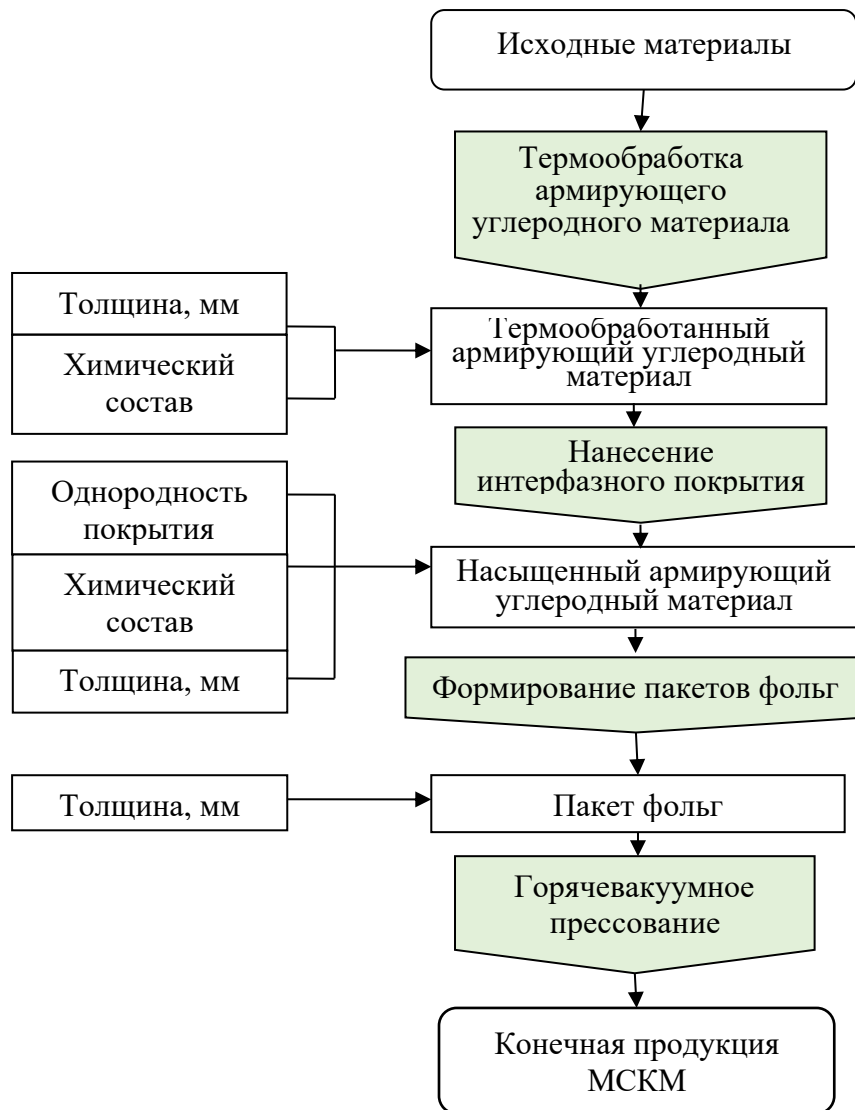 Исходные материалы
Термообработка
армирующего
углеродного материала
Толщина, мм
Химический
состав
Термообработанный
армирующий углеродный
материал
Нанесение
интерфазного покрытия
Однородность
покрытия
Химический
состав
Толщина, мм
Насыщенный армирующий
углеродный материал
Формирование пакетов фольг
Толщина, мм
Пакет фольг
Горячевакуумное
прессование
Конечная продукция
МСКМ